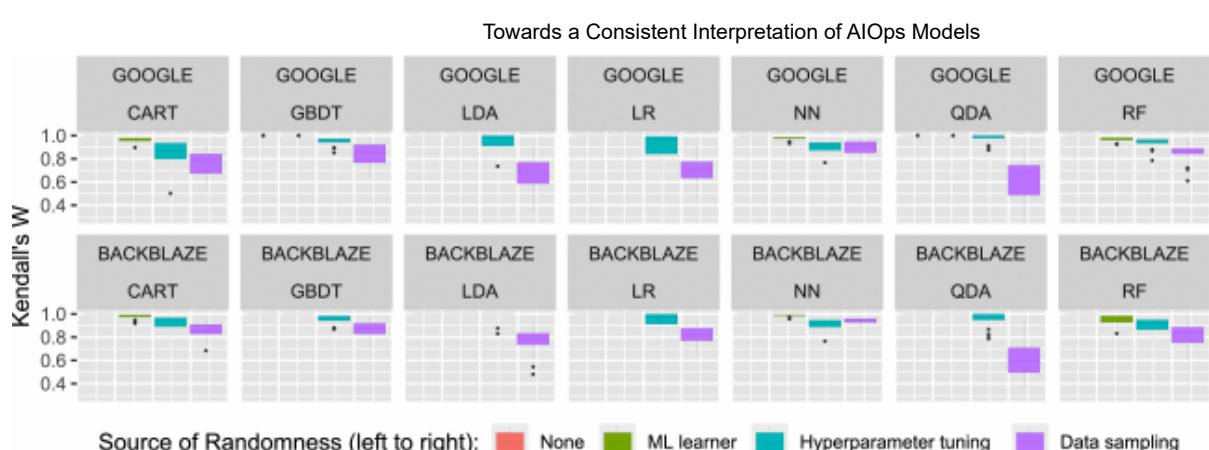 Towards a Consistent Interpretation of AIOps Models
GOOGLE GOOGLE GOOGLE GOOGLE GOOGLE GOOGLE GOOGLE
CART GBDT LDA LR NN QDA RF
1.0
0.8
0.6
0.4
Kendall's W
BACKBLAZE BACKBLAZE BACKBLAZE BACKBLAZE BACKBLAZE BACKBLAZE BACKBLAZE
CART GBDT LDA LR NN QDA RF
1.0
0.8
0.6
0.4
Source of Randomness (left to right): None ML learner Hyperparameter tuning Data sampling